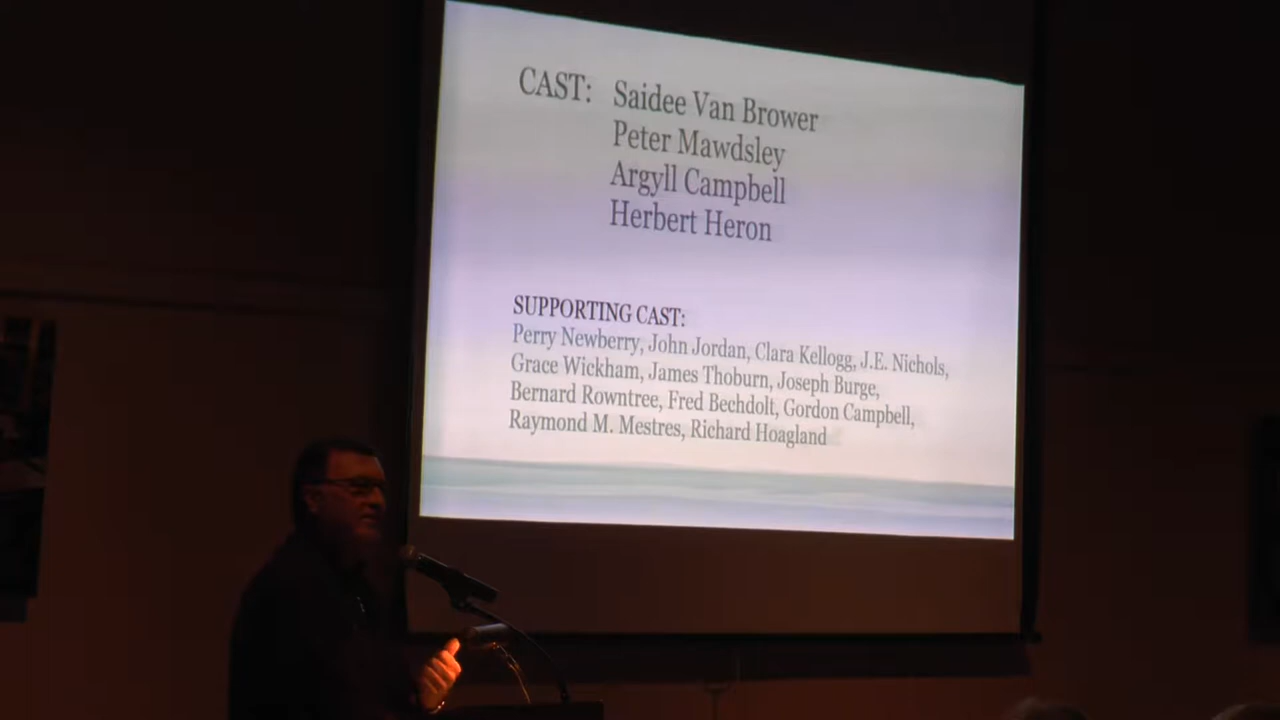 CAST: Saidee Van Brower
Peter Mawdsley
Argyll Campbell
Herbert Heron
SUPPORTING CAST:
Perry Newberry, John Jordan, Clara Kellogg, J.E. Nichols,
Grace Wickham, James Thoburn, Joseph Burge,
Bernard Rowntree, Fred Bechdolt, Gordon Campbell,
Raymond M. Mestres, Richard Hoagland